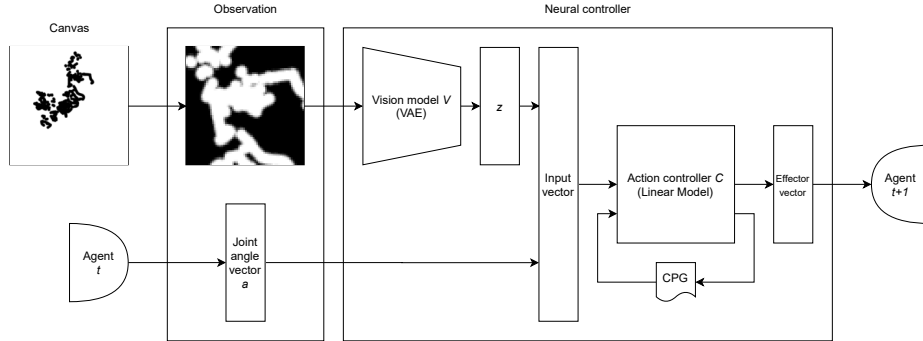 Canvas
Observation
Neural controller
Vision model V
(VAE)
z
Input
vector
Action controller C
(Linear Model)
Effector
vector
Agent
t+1
Agent
t
Joint
angle
vector
a
CPG